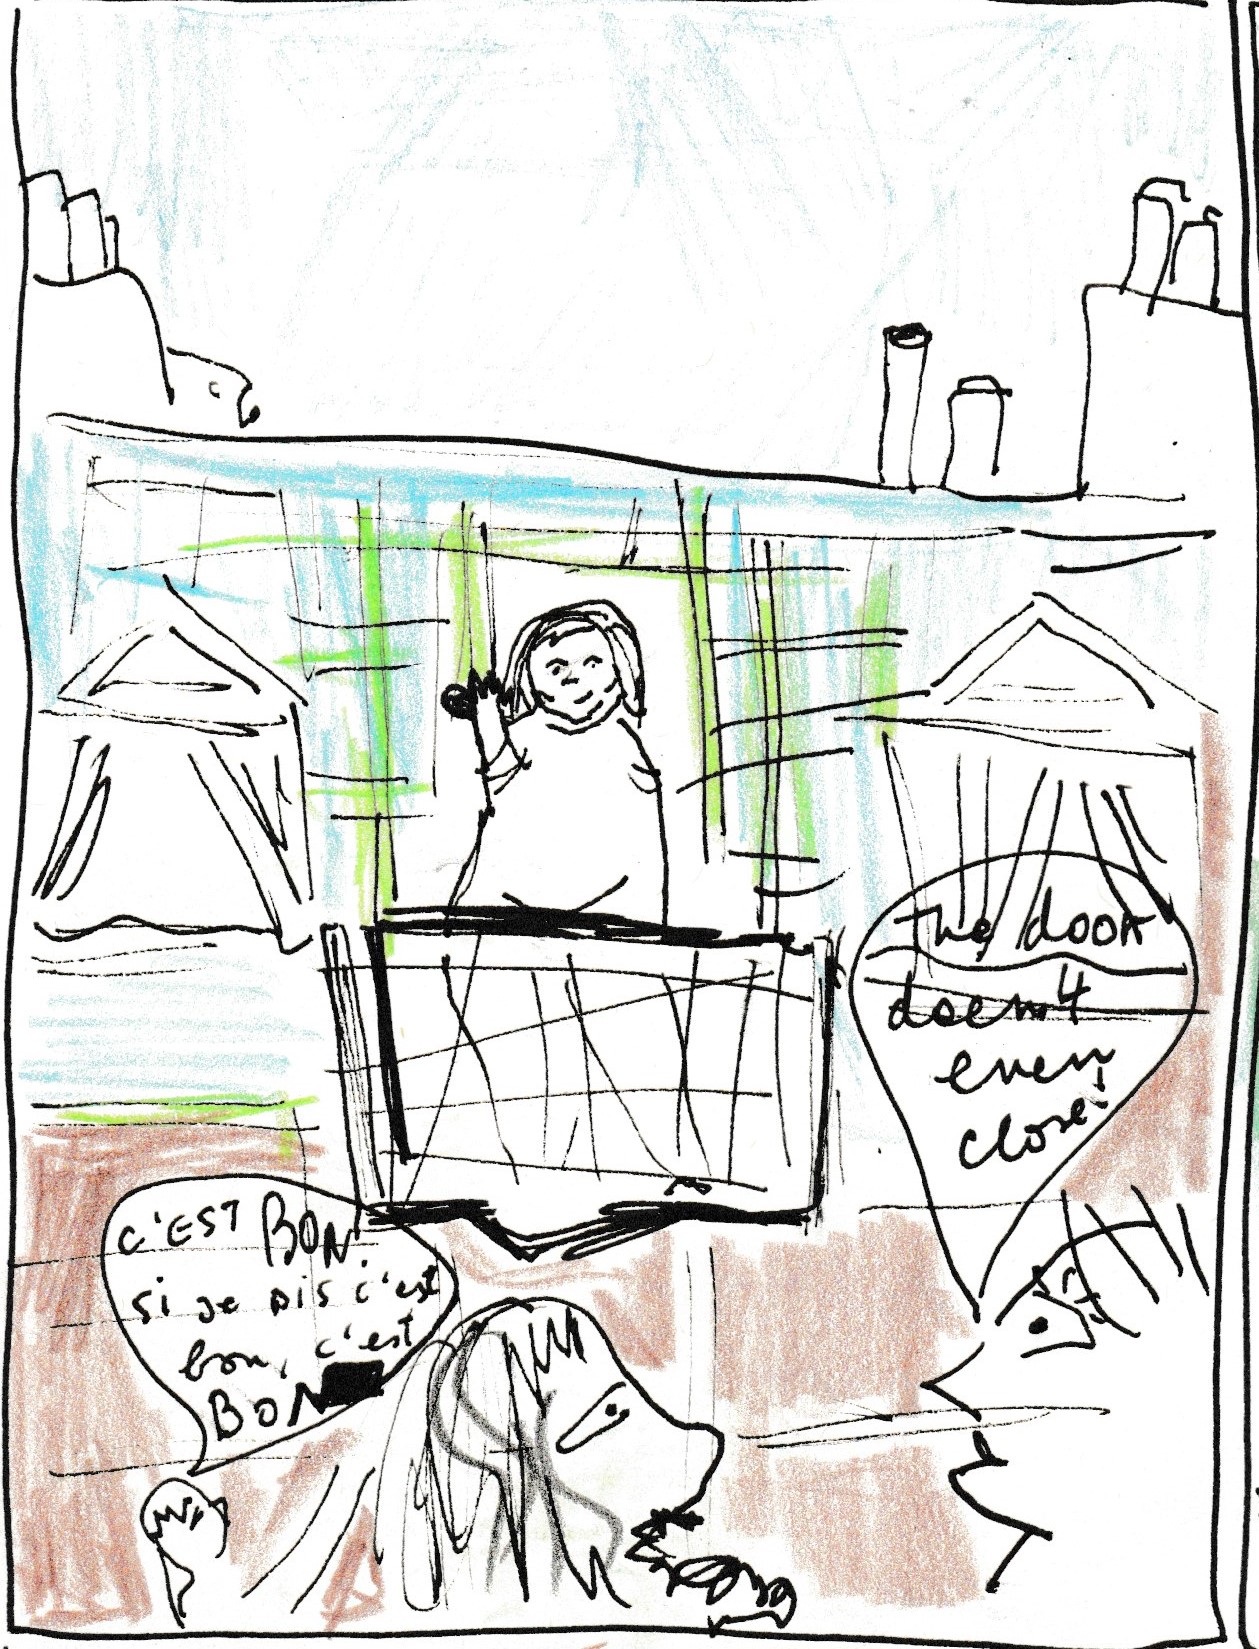 The door
doesn't
even
close!
C'EST BON
si je dis c'est
bon, c'est
BON